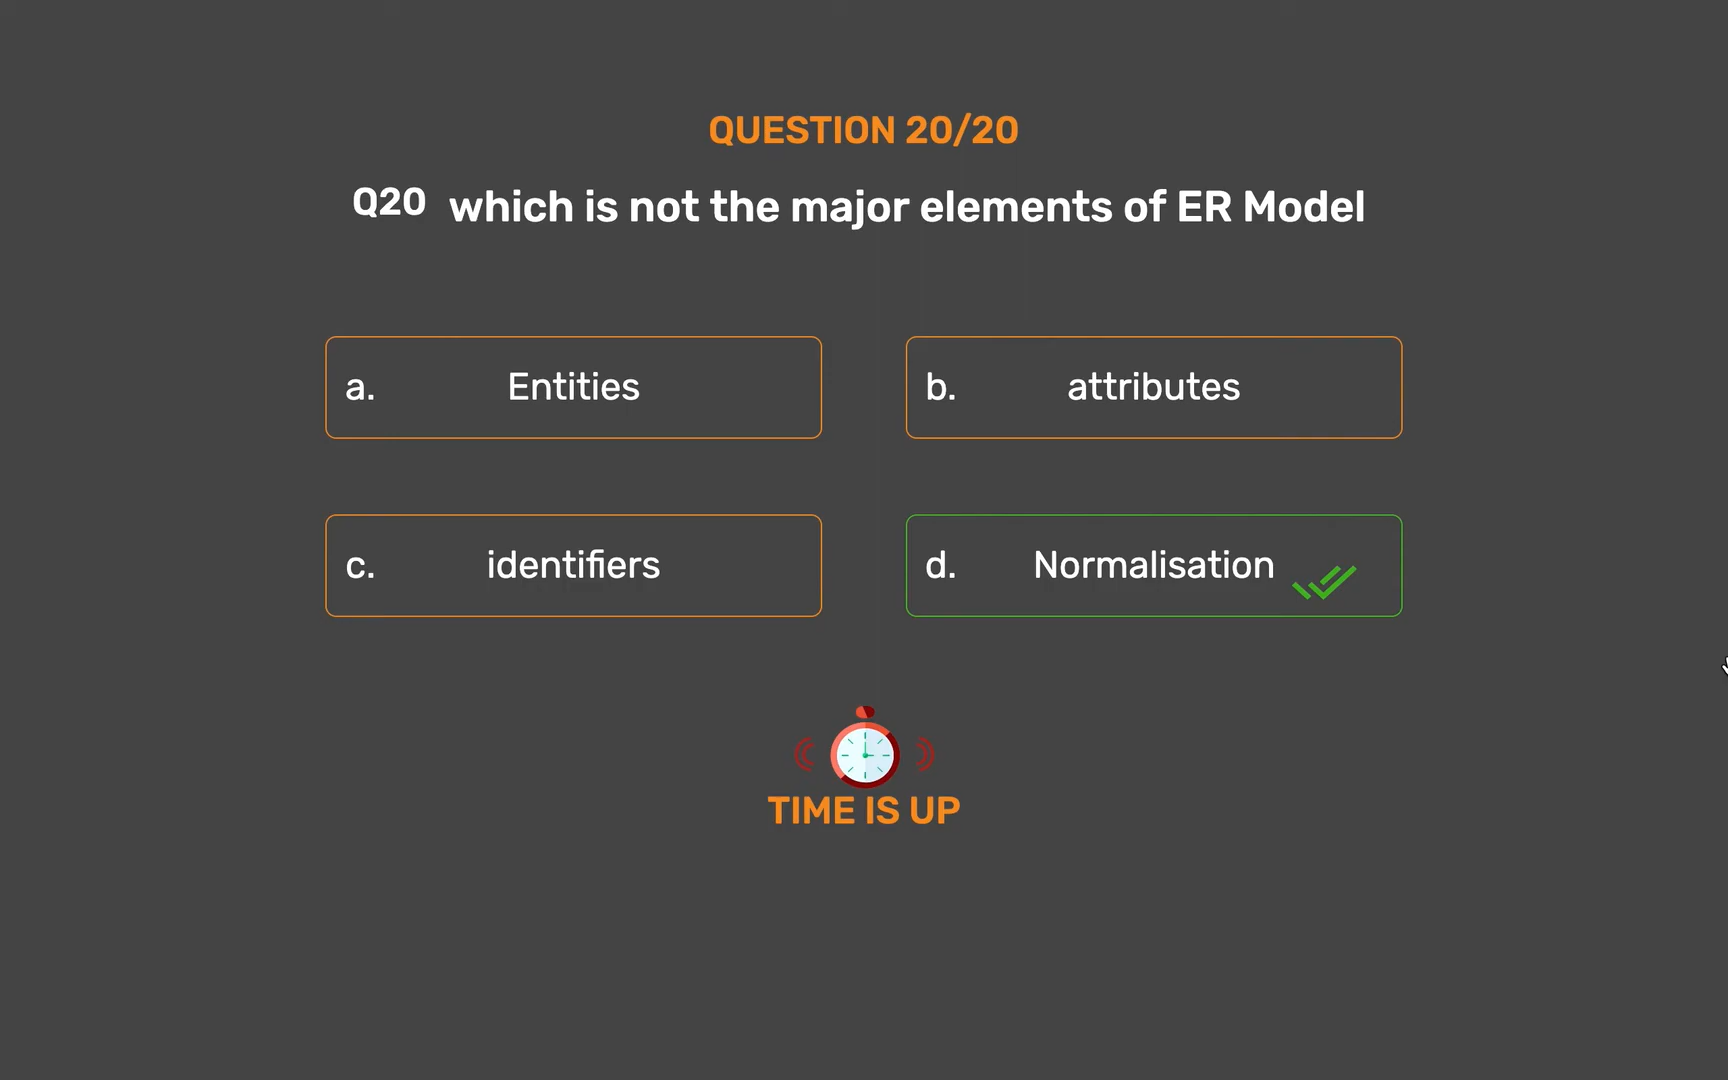 QUESTION 20/20
Q20 which is not the major elements of ER Model
a. Entities
b. attributes
c. identifiers
d. Normalisation
TIME IS UP